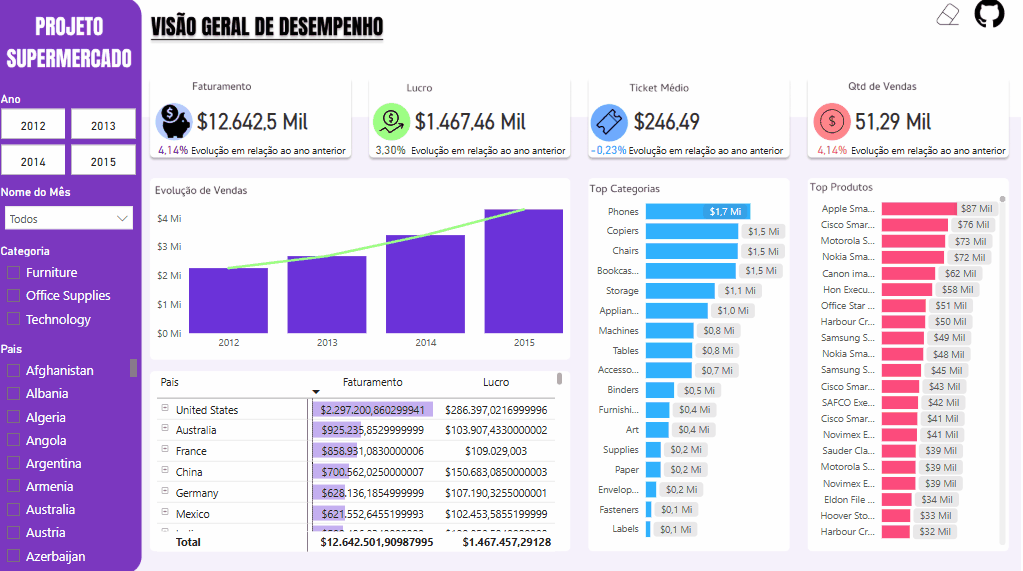 PROJETO
SUPERMERCADO
Ano
2012 2013
2014 2015
Nome do Mês
Todos
Categoria
Furniture
Office Supplies
Technology
Pais
Afghanistan
Albania
Algeria
Angola
Argentina
Armenia
Australia
Austria
Azerbaijan
VISÃO GERAL DE DESEMPENHO
Faturamento
$12.642,5 Mil
4,14% Evolução em relação ao ano anterior
Lucro
$1.467,46 Mil
3,30% Evolução em relação ao ano anterior
Ticket Médio
$246,49
-0,23% Evolução em relação ao ano anterior
Qtd de Vendas
51,29 Mil
4,14% Evolução em relação ao ano anterior
Evolução de Vendas
$4 Mi
$3 Mi
$2 Mi
$1 Mi
$0 Mi
2012 2013 2014 2015
Pais Faturamento Lucro
United States $2.297.200,860299941 $286.397,0216999996
Australia $925.235,8529999999 $103.907,4330000002
France $858.931,0830000006 $109.029,003
China $700.562,0250000007 $150.683,0850000003
Germany $628.136,1854999999 $107.190,3325000001
Mexico $621.552,6455199993 $102.453,5855199999
Total $12.642.501,90987995 $1.467.457,29128
Top Categorias
Phones $1,7 Mi
Copiers $1,5 Mi
Chairs $1,5 Mi
Bookcas... $1,5 Mi
Storage $1,1 Mi
Applian... $1,0 Mi
Machines $0,8 Mi
Tables $0,8 Mi
Accesso... $0,7 Mi
Binders $0,5 Mi
Furnishi... $0,4 Mi
Art $0,4 Mi
Supplies $0,2 Mi
Paper $0,2 Mi
Envelop... $0,2 Mi
Fasteners $0,1 Mi
Labels $0,1 Mi
Top Produtos
Apple Sma... $87 Mil
Cisco Smar... $76 Mil
Motorola S... $73 Mil
Nokia Sma... $72 Mil
Canon ima... $62 Mil
Hon Execu... $58 Mil
Office Star ... $51 Mil
Harbour Cr... $50 Mil
Samsung S... $49 Mil
Nokia Sma... $48 Mil
Samsung S... $45 Mil
Cisco Smar... $43 Mil
SAFCO Exe... $42 Mil
Cisco Smar... $41 Mil
Novimex E... $41 Mil
Sauder Cla... $39 Mil
Motorola S... $39 Mil
Novimex E... $39 Mil
Eldon File ... $34 Mil
Hoover Sto... $33 Mil
Harbour Cr... $32 Mil